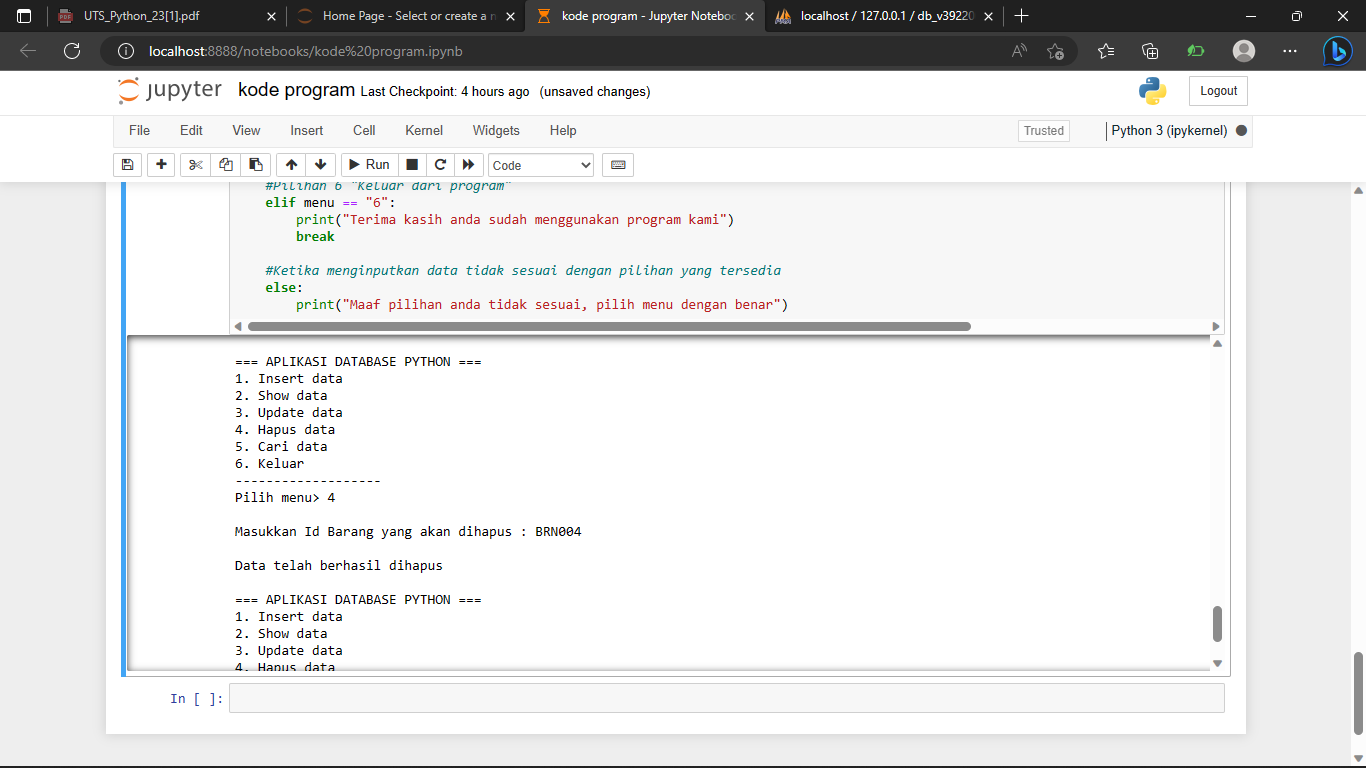 UTS_Python_23[1].pdf
Home Page - Select or create a n
kode program - Jupyter Noteboo
localhost / 127.0.0.1 / db_v39220
localhost:8888/notebooks/kode%20program.ipynb
jupyter kode program Last Checkpoint: 4 hours ago (unsaved changes)
Logout
File Edit View Insert Cell Kernel Widgets Help
Trusted
Python 3 (ipykernel)
Run
Code
#Pilihan 6 "Keluar dari program"
elif menu == "6":
print("Terima kasih anda sudah menggunakan program kami")
break
#Ketika menginputkan data tidak sesuai dengan pilihan yang tersedia
else:
print("Maaf pilihan anda tidak sesuai, pilih menu dengan benar")
=== APLIKASI DATABASE PYTHON ===
1. Insert data
2. Show data
3. Update data
4. Hapus data
5. Cari data
6. Keluar
-------------------
Pilih menu> 4
Masukkan Id Barang yang akan dihapus : BRN004
Data telah berhasil dihapus
=== APLIKASI DATABASE PYTHON ===
1. Insert data
2. Show data
3. Update data
4. Hapus data
In [ ]: